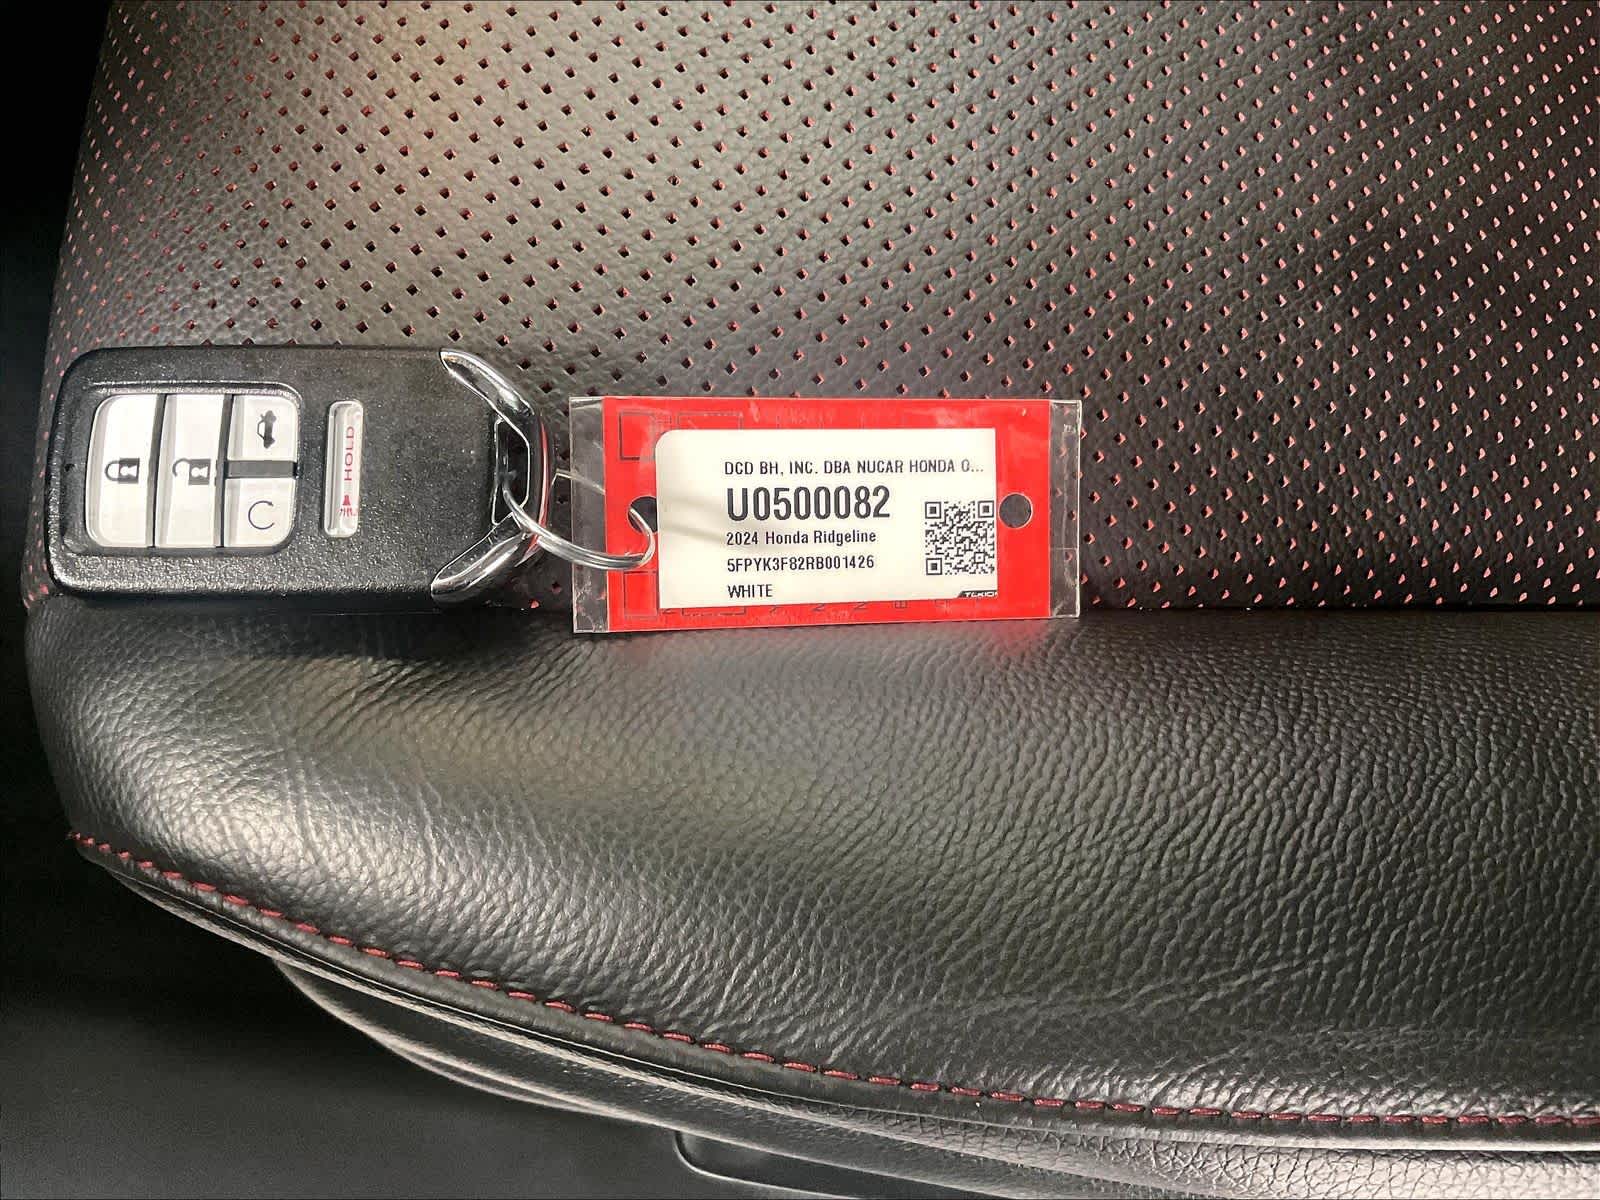 HOLD
DCD BH, INC. DBA NUCAR HONDA O...
U0500082
2024 Honda Ridgeline
5FPYK3F82RB001426
WHITE